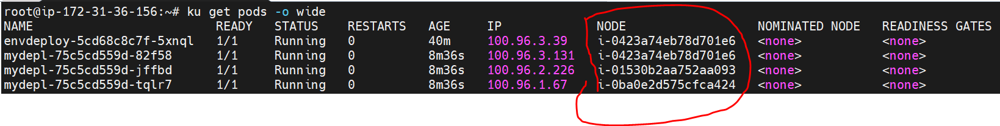 root@ip-172-31-36-156:~# ku get pods -o wide
NAME READY STATUS RESTARTS AGE IP NODE NOMINATED NODE READINESS GATES
envdeploy-5cd68c8c7f-5xnql 1/1 Running 0 40m 100.96.3.39 i-0423a74eb78d701e6 <none> <none>
mydepl-75c5cd559d-82f58 1/1 Running 0 8m36s 100.96.3.131 i-0423a74eb78d701e6 <none> <none>
mydepl-75c5cd559d-jffbd 1/1 Running 0 8m36s 100.96.2.226 i-01530b2aa752aa093 <none> <none>
mydepl-75c5cd559d-tqlr7 1/1 Running 0 8m36s 100.96.1.67 i-0ba0e2d575cfca424 <none> <none>